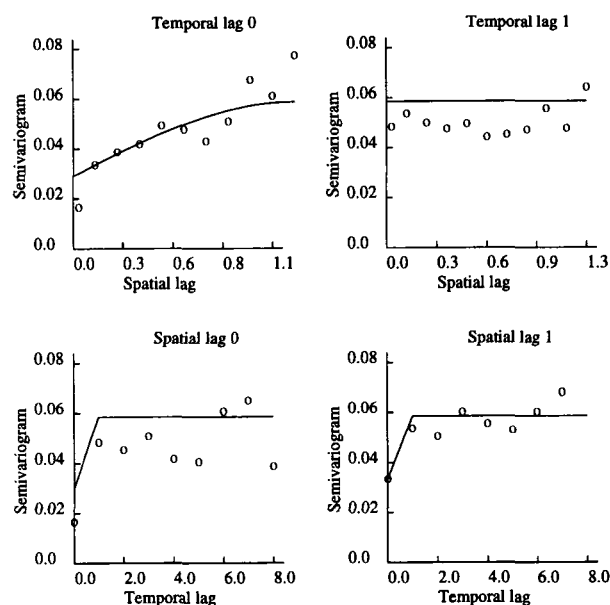 Temporal lag 0
Semivariogram
0.08
0.06
0.04
0.02
0.0
0.0 0.3 0.6 0.8 1.1
Spatial lag
Temporal lag 1
Semivariogram
0.08
0.06
0.04
0.02
0.0
0.0 0.3 0.6 0.9 1.3
Spatial lag
Spatial lag 0
Semivariogram
0.08
0.06
0.04
0.02
0.0
0.0 2.0 4.0 6.0 8.0
Temporal lag
Spatial lag 1
Semivariogram
0.08
0.06
0.04
0.02
0.0
0.0 2.0 4.0 6.0 8.0
Temporal lag